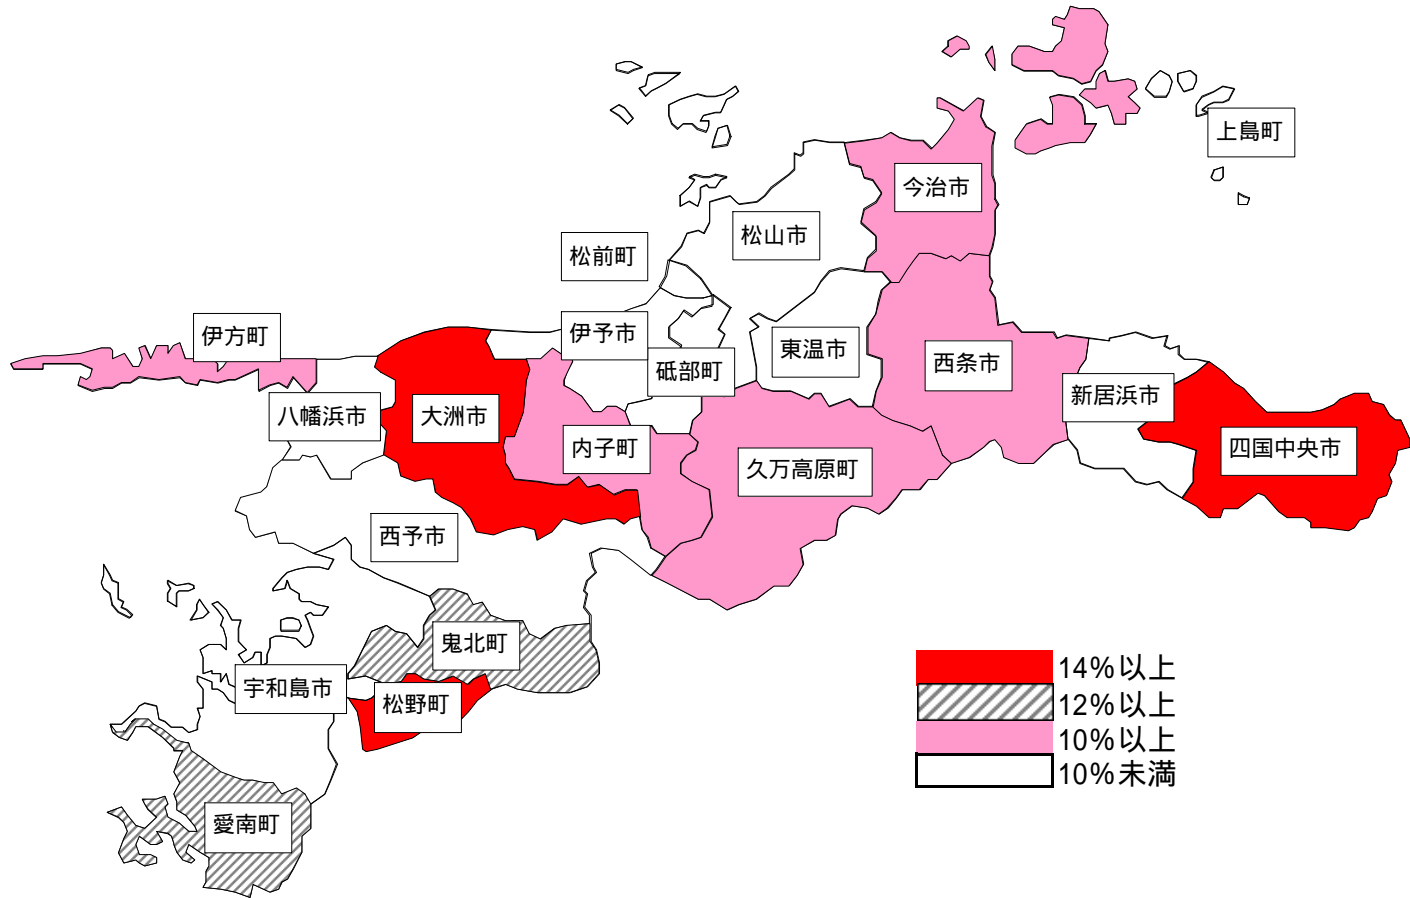 上島町
今治市
松山市
松前町
伊方町
伊予市
東温市
西条市
砥部町
新居浜市
八幡浜市
大洲市
内子町
四国中央市
久万高原町
西予市
鬼北町
宇和島市
松野町
愛南町
14%以上
12%以上
10%以上
10%未満